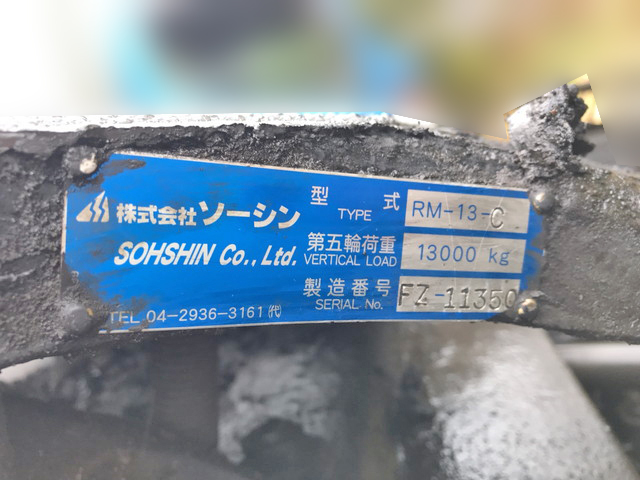 株式会社 ソーシン
SOHSHIN Co., Ltd.
TEL 04-2936-3161 ㈹
型式 RM-13-C
TYPE
第五輪荷重 13000 kg
VERTICAL LOAD
製造番号 FZ-11350
SERIAL No.